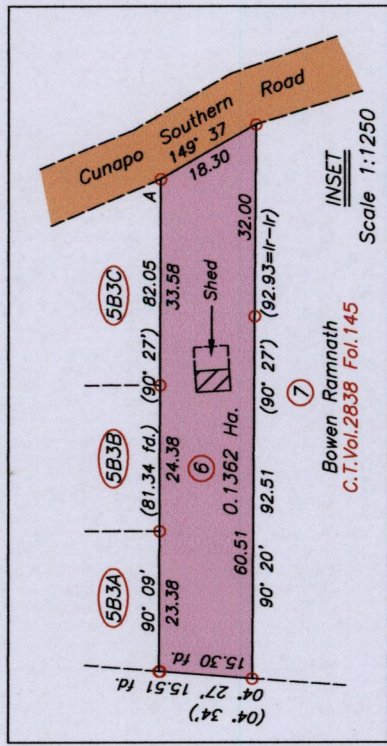 Cunapo Southern Road
149° 37
18.30
A
5B3A
5B3B
5B3C
90° 09'
(90° 27')
82.05
23.38
(81.34 fd.)
24.38
33.58
6
0.1362 Ha.
Shed
15.30 fd.
04° 27' 15.51 fd.
(04° 34')
60.51
32.00
90° 20'
92.51
(90° 27')
(92.93=Ir-Ir)
7
Bowen Ramnath
C.T.Vol.2838 Fol.145
INSET
Scale 1:1250